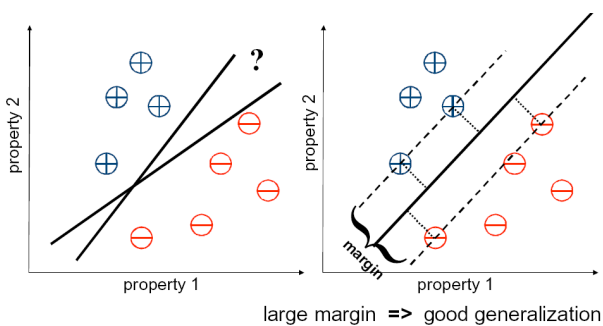 ?
property 2
property 1
property 2
margin
property 1
large margin => good generalization